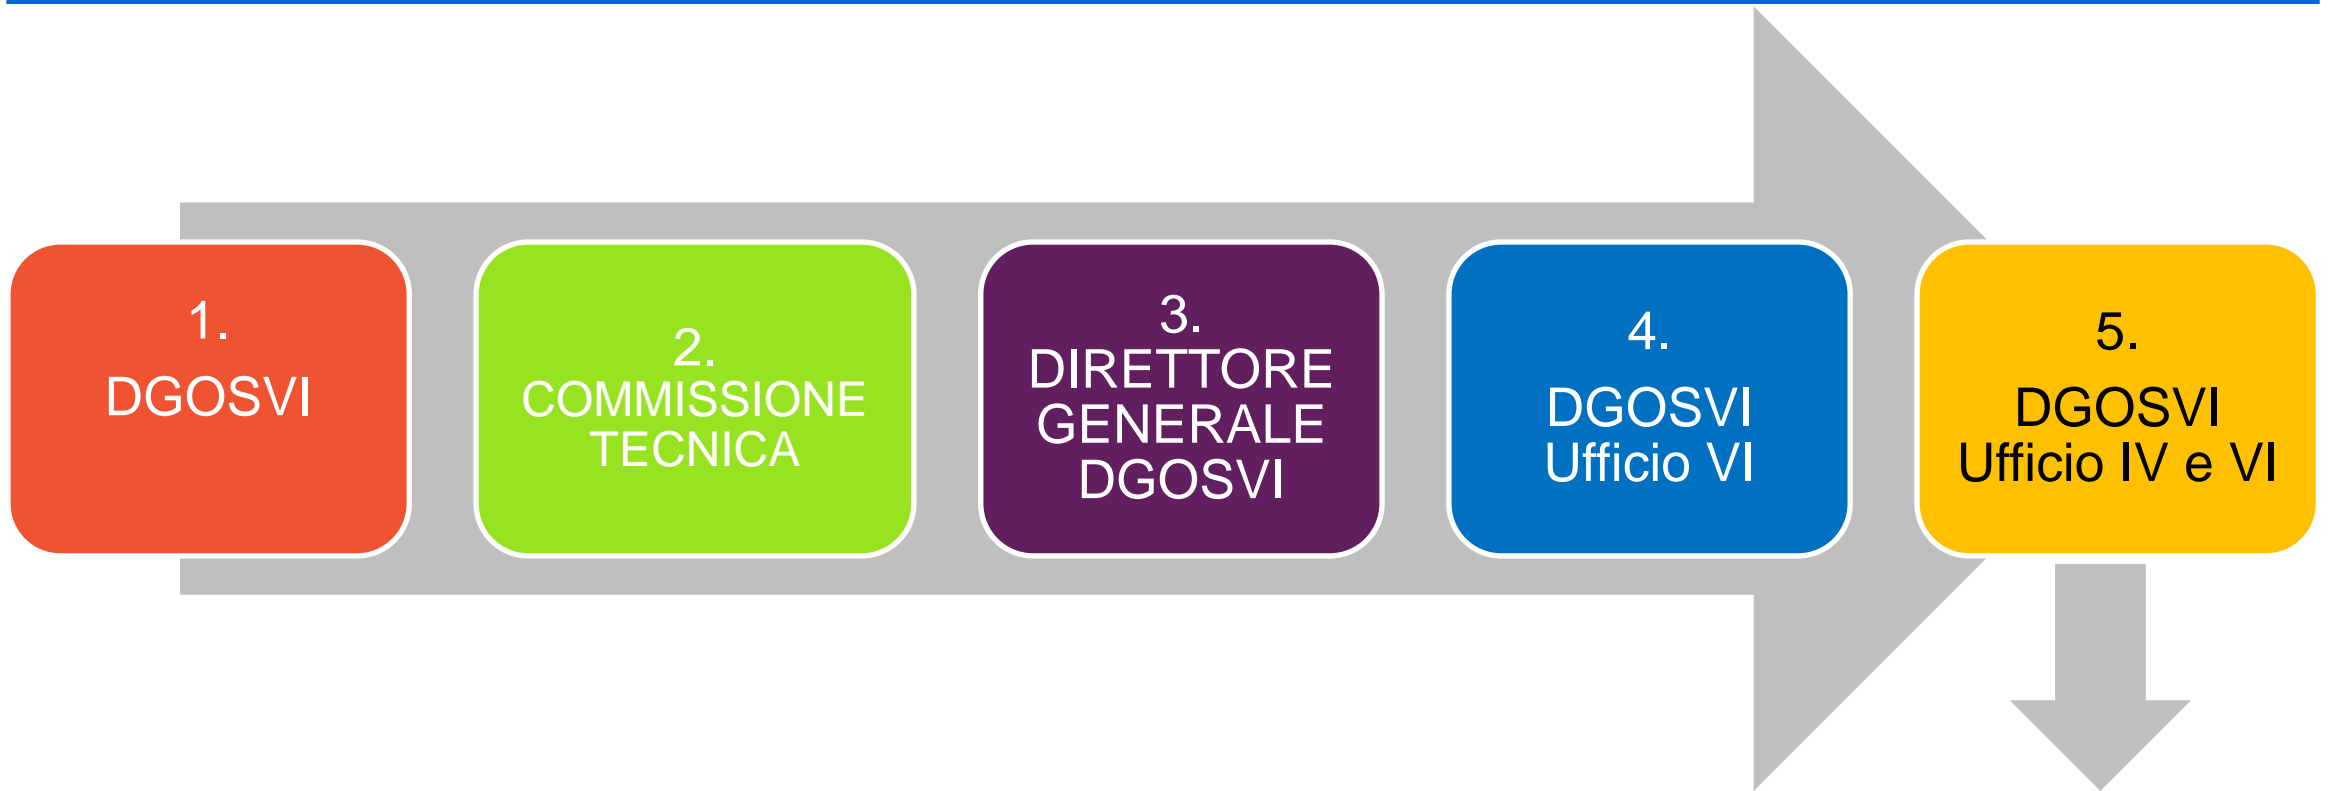 1.
DGOSVI
2.
COMMISSIONE
TECNICA
3.
DIRETTORE
GENERALE
DGOSVI
4.
DGOSVI
Ufficio VI
5.
DGOSVI
Ufficio IV e VI